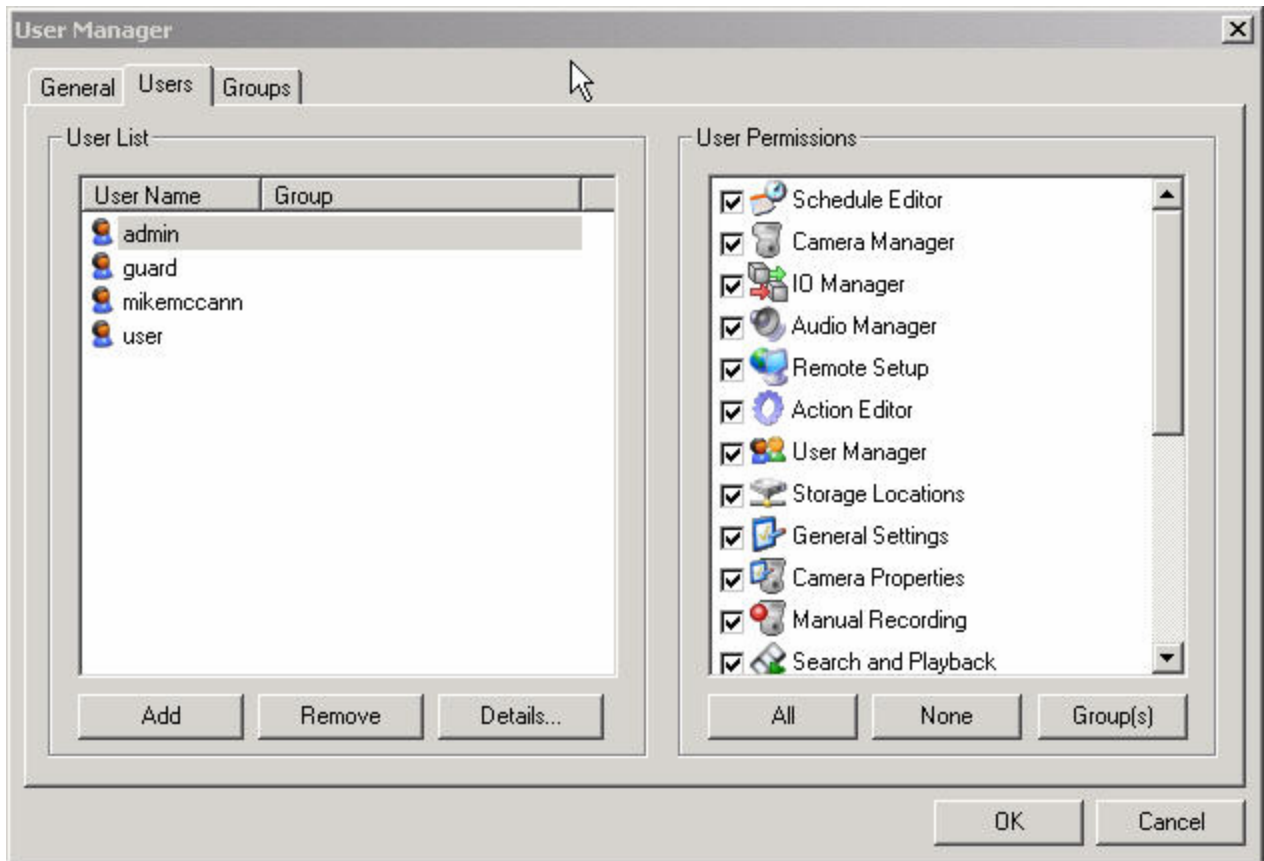 User Manager
General Users Groups
User List
User Name Group
admin
guard
mikemccann
user
Add Remove Details...
User Permissions
Schedule Editor
Camera Manager
IO Manager
Audio Manager
Remote Setup
Action Editor
User Manager
Storage Locations
General Settings
Camera Properties
Manual Recording
Search and Playback
All None Group(s)
OK Cancel